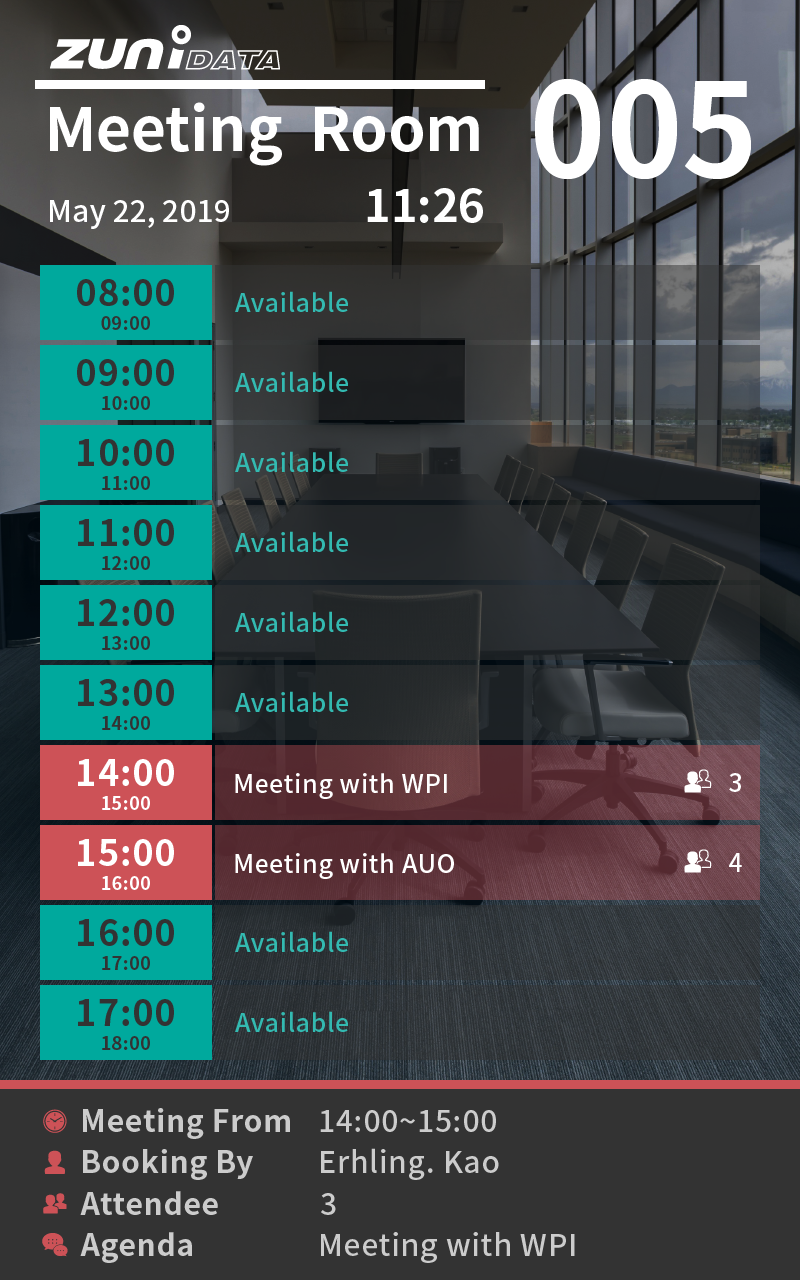 zuni DATA
Meeting Room 005
May 22, 2019 11:26
08:00 Available
09:00
09:00 Available
10:00
10:00 Available
11:00
11:00 Available
12:00
12:00 Available
13:00
13:00 Available
14:00
14:00 Meeting with WPI 3
15:00
15:00 Meeting with AUO 4
16:00
16:00 Available
17:00
17:00 Available
18:00
Meeting From 14:00~15:00
Booking By Erhling. Kao
Attendee 3
Agenda Meeting with WPI